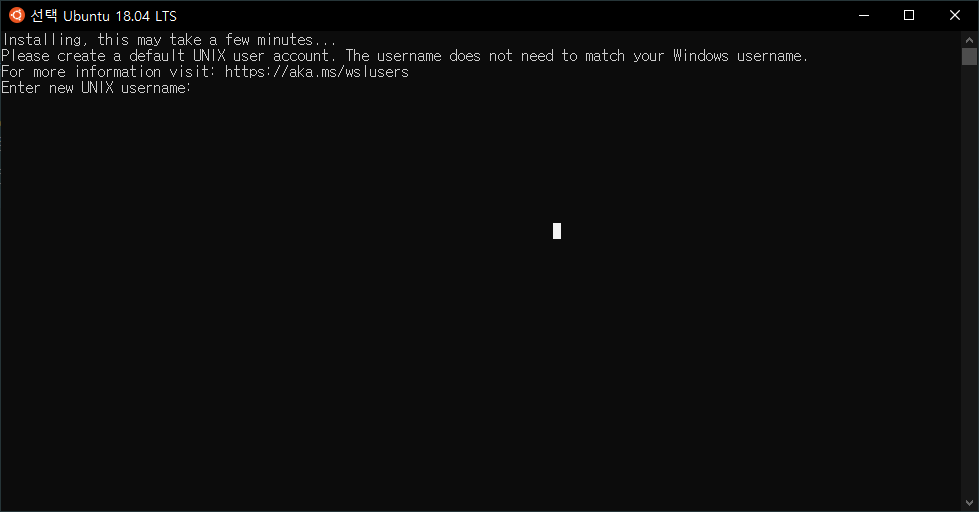 선택 Ubuntu 18.04 LTS
Installing, this may take a few minutes...
Please create a default UNIX user account. The username does not need to match your Windows username.
For more information visit: https://aka.ms/wslusers
Enter new UNIX username: